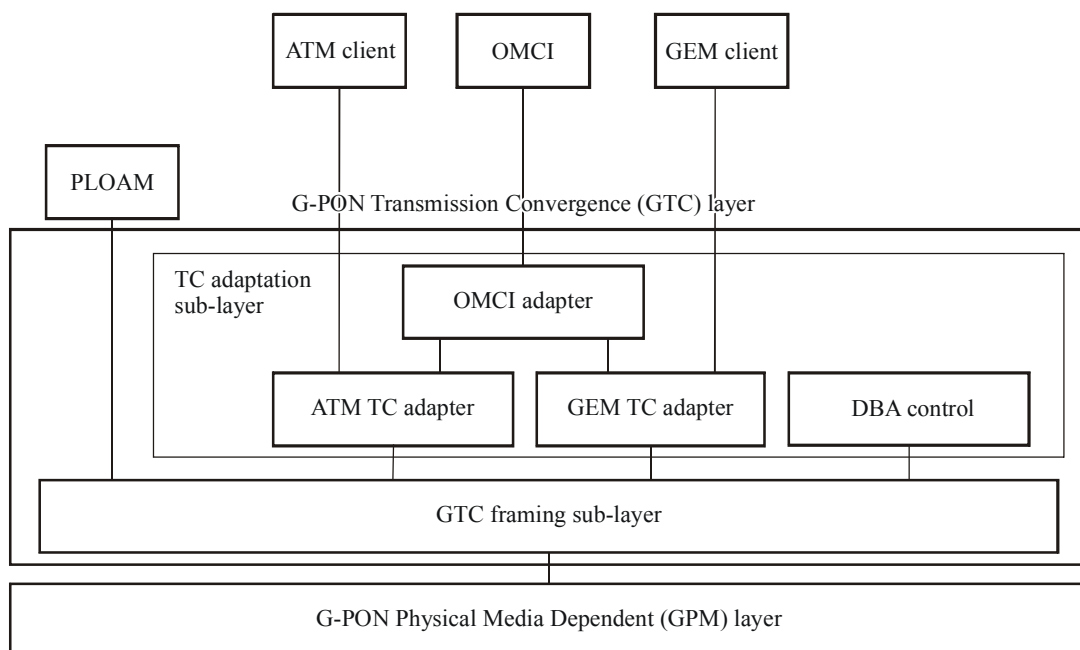 ATM client
OMCI
GEM client
PLOAM
G-PON Transmission Convergence (GTC) layer
TC adaptation
sub-layer
OMCI adapter
ATM TC adapter
GEM TC adapter
DBA control
GTC framing sub-layer
G-PON Physical Media Dependent (GPM) layer